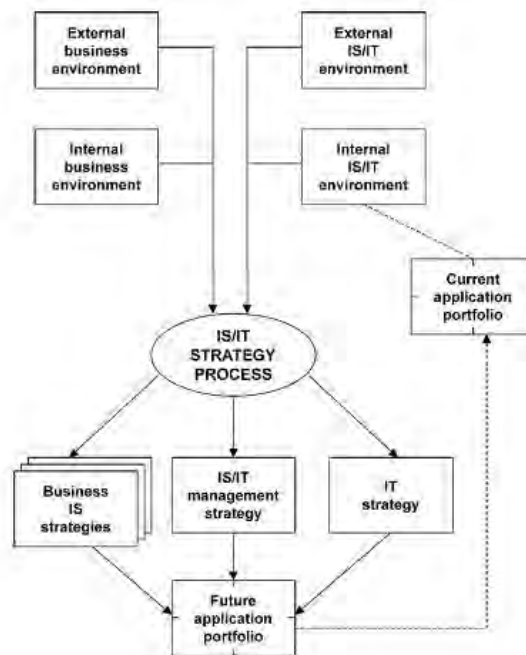 External
business
environment
External
IS/IT
environment
Internal
business
environment
Internal
IS/IT
environment
Current
application
portfolio
IS/IT
STRATEGY
PROCESS
Business
IS
strategies
IS/IT
management
strategy
IT
strategy
Future
application
portfolio